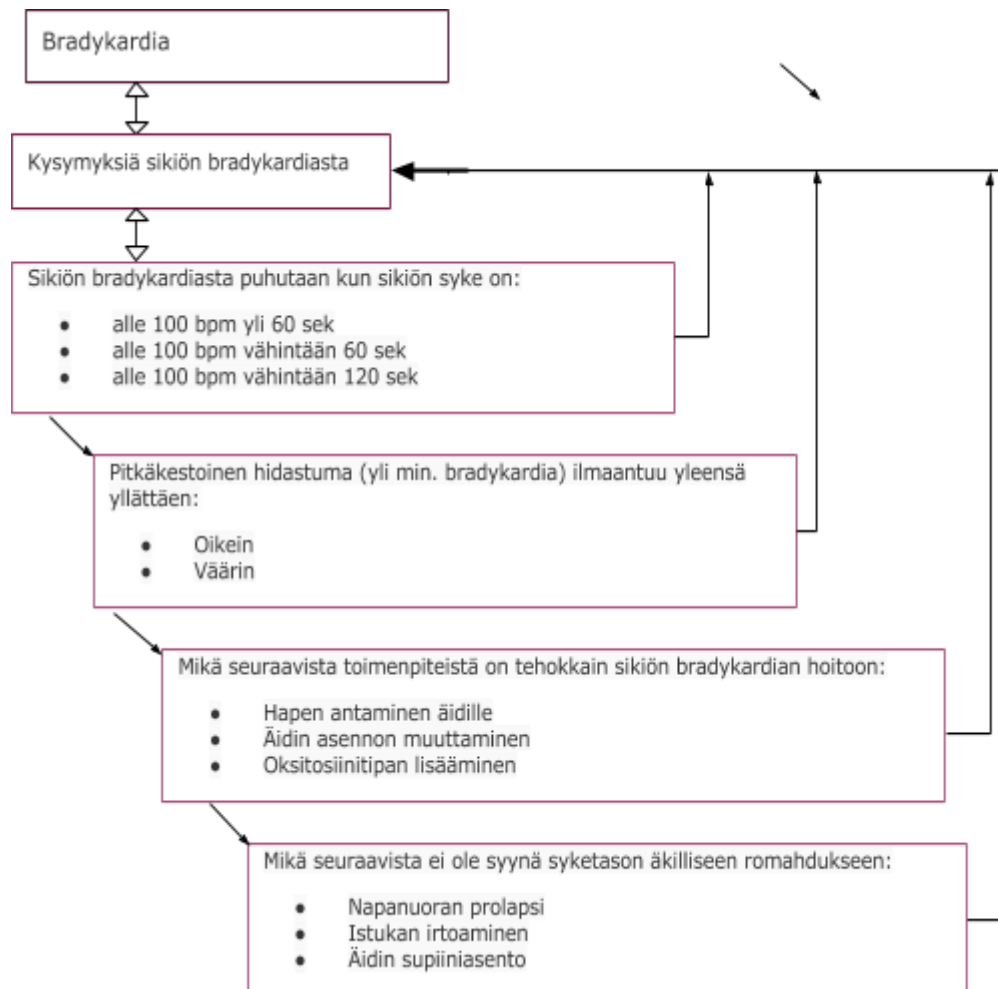 Bradykardia
Kysymyksiä sikiön bradykardiasta
Sikiön bradykardiasta puhutaan kun sikiön syke on:
• alle 100 bpm yli 60 sek
• alle 100 bpm vähintään 60 sek
• alle 100 bpm vähintään 120 sek
Pitkäkestoinen hidastuma (yli min. bradykardia) ilmaantuu yleensä
yllättäen:
• Oikein
• Väärin
Mikä seuraavista toimenpiteistä on tehokkain sikiön bradykardian hoitoon:
• Hapen antaminen äidille
• Äidin asennon muuttaminen
• Oksitosiinitipan lisääminen
Mikä seuraavista ei ole syynä syketason äkilliseen romahdukseen:
• Napanuoran prolapsi
• Istukan irtoaminen
• Äidin supiiniasento